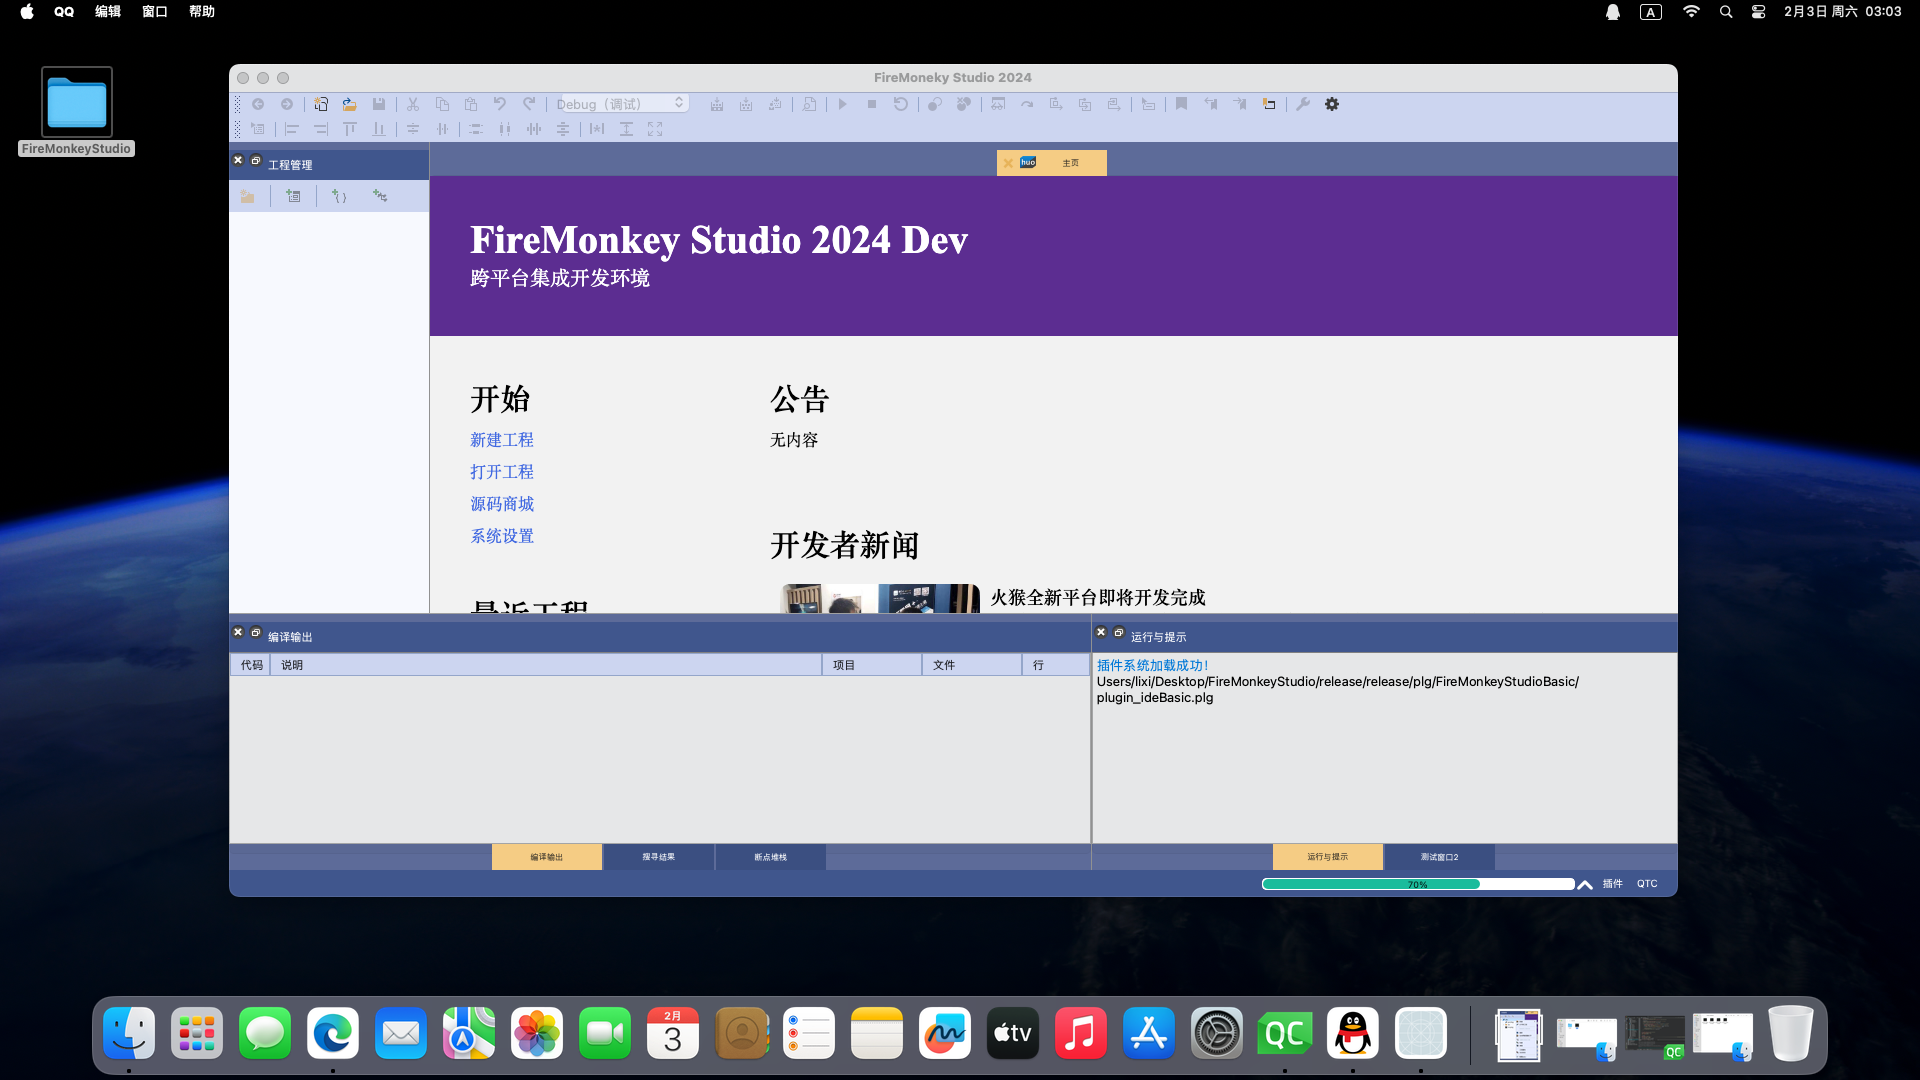 QQ 编辑 窗口 帮助
A
2月3日 周六 03:03
FireMonkeyStudio
FireMoneky Studio 2024
Debug（调试）
工程管理
huo 主页
FireMonkey Studio 2024 Dev
跨平台集成开发环境
开始
新建工程
打开工程
源码商城
系统设置
最近工程
公告
无内容
开发者新闻
火猴全新平台即将开发完成
编译输出
代码 说明 项目 文件 行
运行与提示
插件系统加载成功！
Users/lixi/Desktop/FireMonkeyStudio/release/release/plg/FireMonkeyStudioBasic/
plugin_ideBasic.plg
编译输出 搜寻结果 断点堆栈
运行与提示 测试窗口2
70% 插件 QTC
2月
3
tv
QC
QC